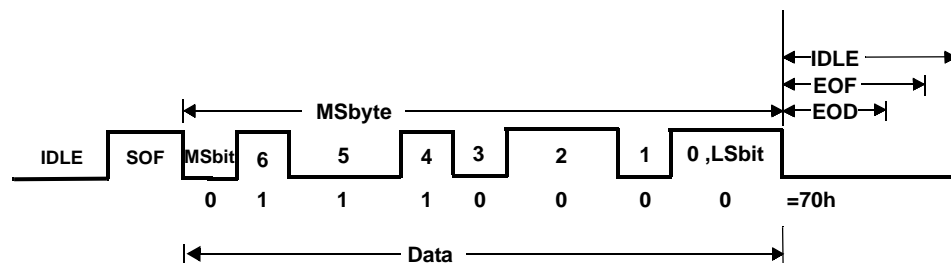 IDLE
EOF
MSbyte
EOD
IDLE SOF MSbit 6 5 4 3 2 1 0 ,LSbit
0 1 1 1 0 0 0 0 =70h
Data